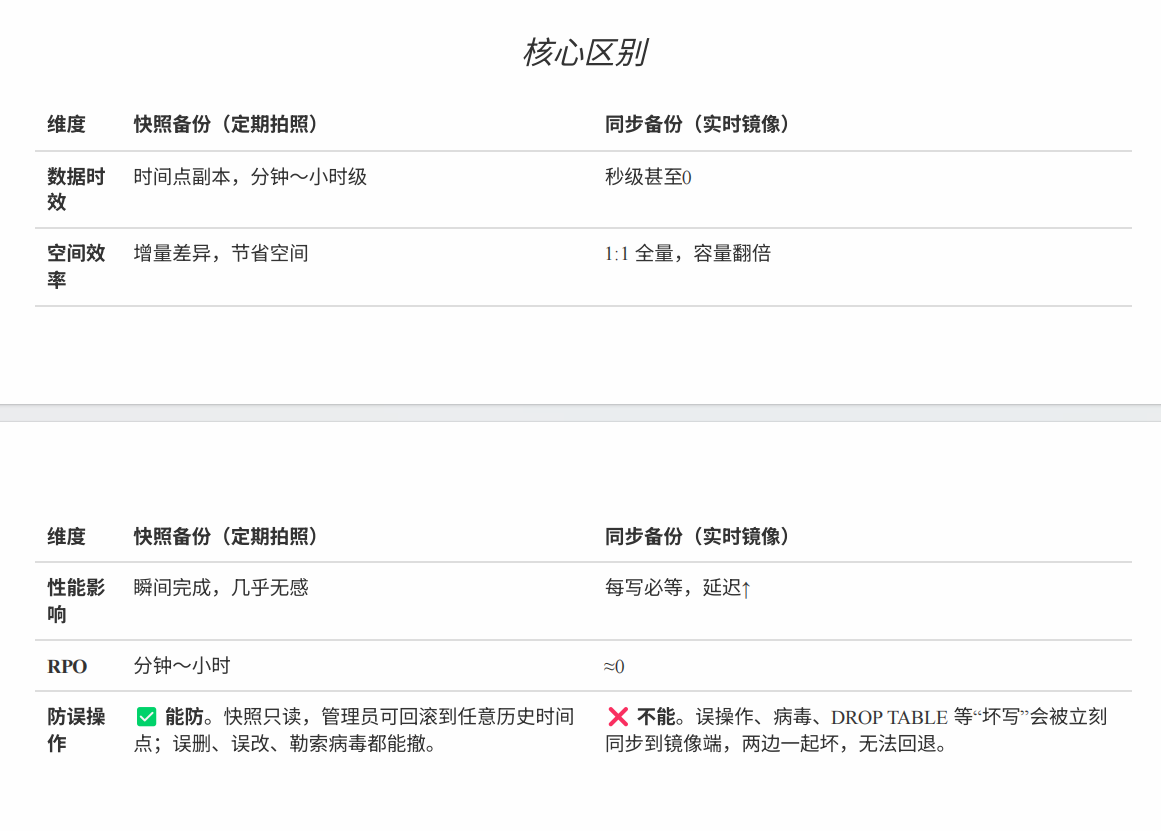 核心区别
维度 快照备份（定期拍照） 同步备份（实时镜像）
数据时 时间点副本，分钟～小时级 秒级甚至0
效
空间效 增量差异，节省空间 1:1 全量，容量翻倍
率
维度 快照备份（定期拍照） 同步备份（实时镜像）
性能影 瞬间完成，几乎无感 每写必等，延迟↑
响
RPO 分钟～小时 ≈0
防误操 ✅ 能防。快照只读，管理员可回滚到任意历史时间 ❌ 不能。误操作、病毒、DROP TABLE 等“坏写”会被立刻
作 点；误删、误改、勒索病毒都能撤。 同步到镜像端，两边一起坏，无法回退。